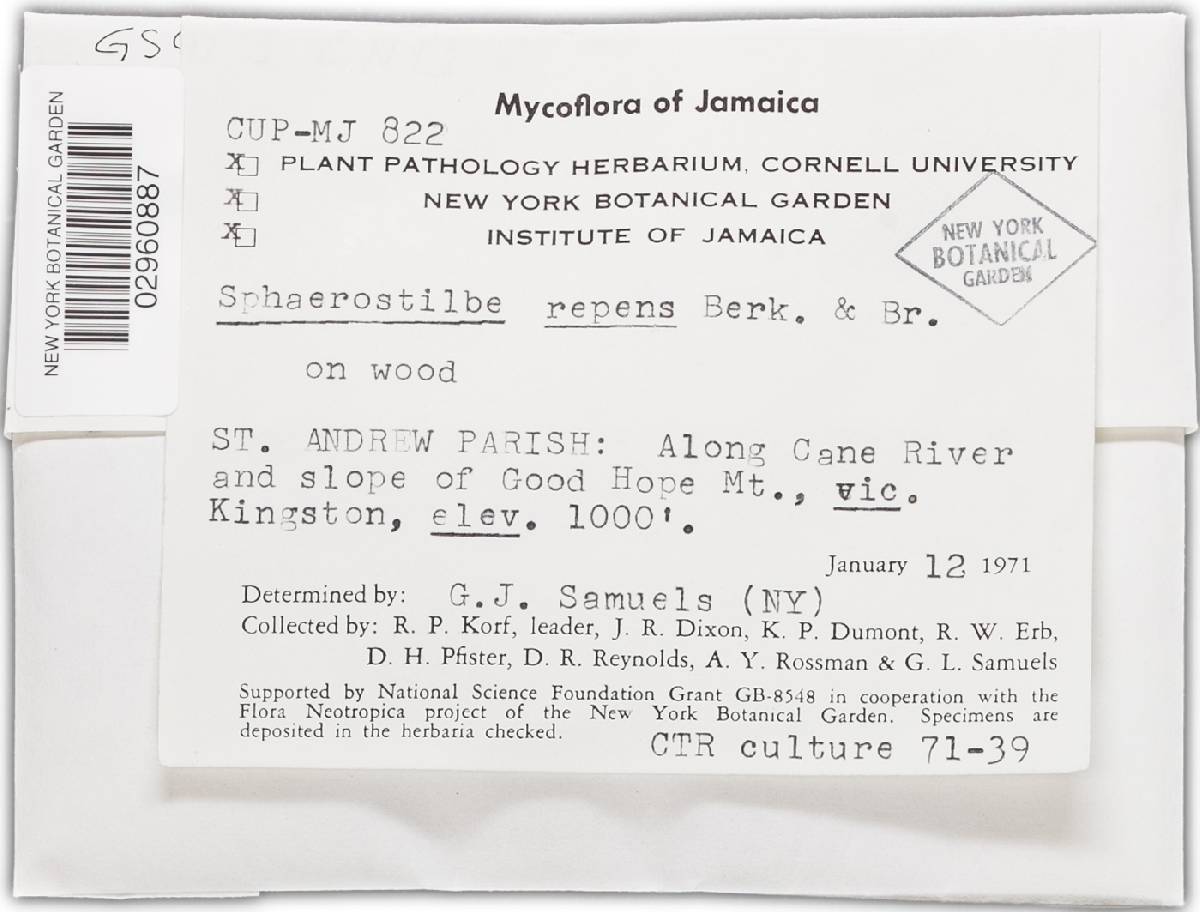 Mycoflora of Jamaica
CUP-MJ 822
X PLANT PATHOLOGY HERBARIUM, CORNELL UNIVERSITY
X NEW YORK BOTANICAL GARDEN
X INSTITUTE OF JAMAICA
NEW YORK
BOTANICAL
GARDEN
NEW YORK BOTANICAL GARDEN
02960887
Sphaerostilbe repens Berk. & Br.
on wood
ST. ANDREW PARISH: Along Cane River
and slope of Good Hope Mt., vic.
Kingston, elev. 1000'.
January 12 1971
Determined by: G.J. Samuels (NY)
Collected by: R. P. Korf, leader, J. R. Dixon, K. P. Dumont, R. W. Erb,
D. H. Pfister, D. R. Reynolds, A. Y. Rossman & G. L. Samuels
Supported by National Science Foundation Grant GB-8548 in cooperation with the
Flora Neotropica project of the New York Botanical Garden. Specimens are
deposited in the herbaria checked.
CTR culture 71-39